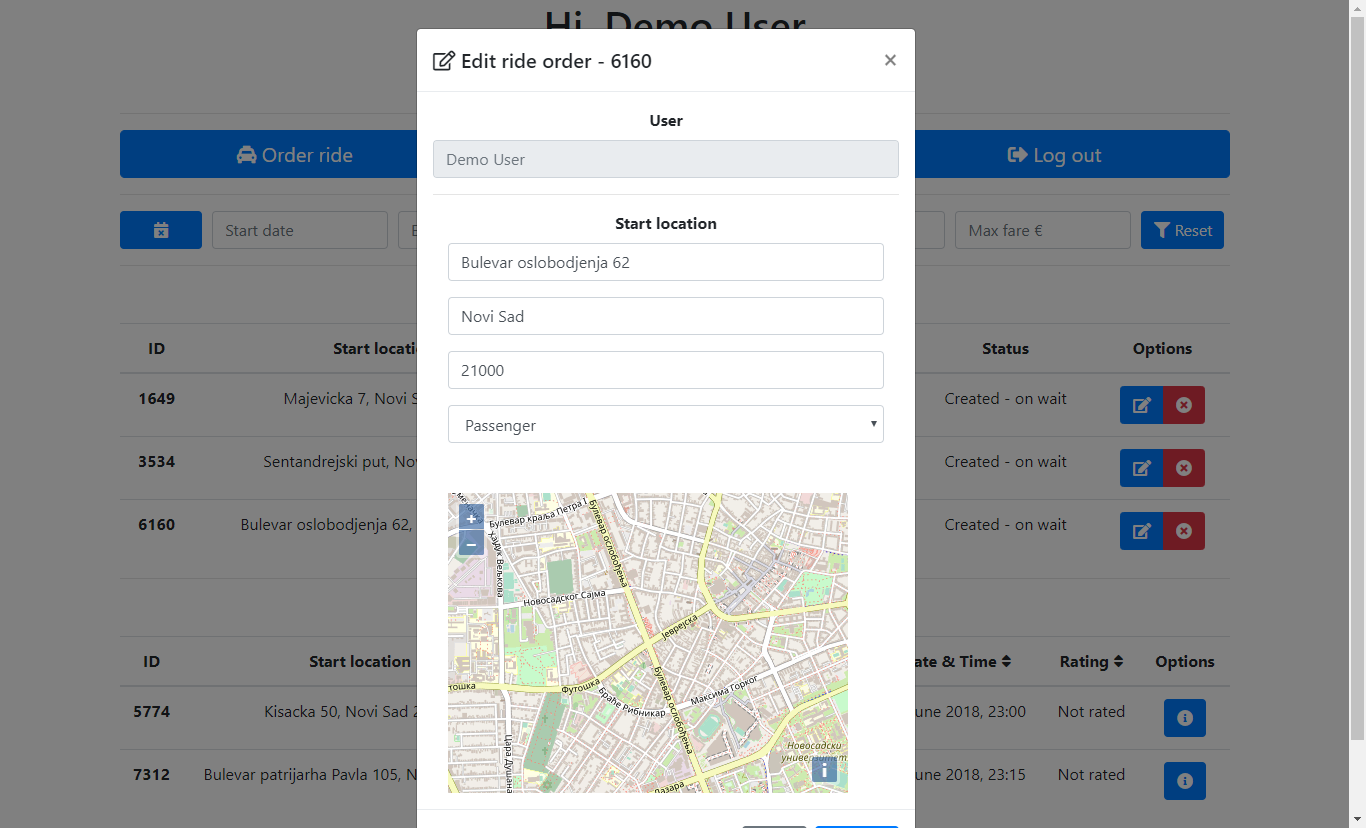 Hi, Demo User
Edit ride order - 6160
×
User
Demo User
Order ride
Log out
Start location
Start date
Max fare €
Reset
Bulevar oslobodjenja 62
Novi Sad
21000
Passenger
ID
Start locati
Status
Options
1649
Majevicka 7, Novi S
Created - on wait
3534
Sentandrejski put, Nov
Created - on wait
6160
Bulevar oslobodjenja 62,
Created - on wait
+
−
Булевар краља Петра I
Булевар ослобођења
Хајдук Вељкова
Новосадског Сајма
Јеврејска
Футошка
Булевар ослобођења
Максима Горког
Браће Рибникар
Цара Душана
Новосадски
универзитет
i
ID
Start location
ate & Time
Rating
Options
5774
Kisacka 50, Novi Sad 2
une 2018, 23:00
Not rated
7312
Bulevar patrijarha Pavla 105, N
une 2018, 23:15
Not rated